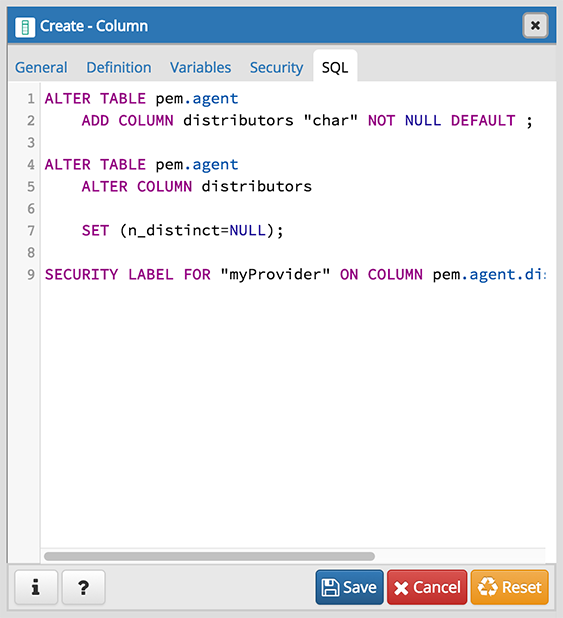 Create - Column
General Definition Variables Security SQL
1 ALTER TABLE pem.agent
2 ADD COLUMN distributors "char" NOT NULL DEFAULT ;
3
4 ALTER TABLE pem.agent
5 ALTER COLUMN distributors
6
7 SET (n_distinct=NULL);
8
9 SECURITY LABEL FOR "myProvider" ON COLUMN pem.agent.dis
i ? Save Cancel Reset